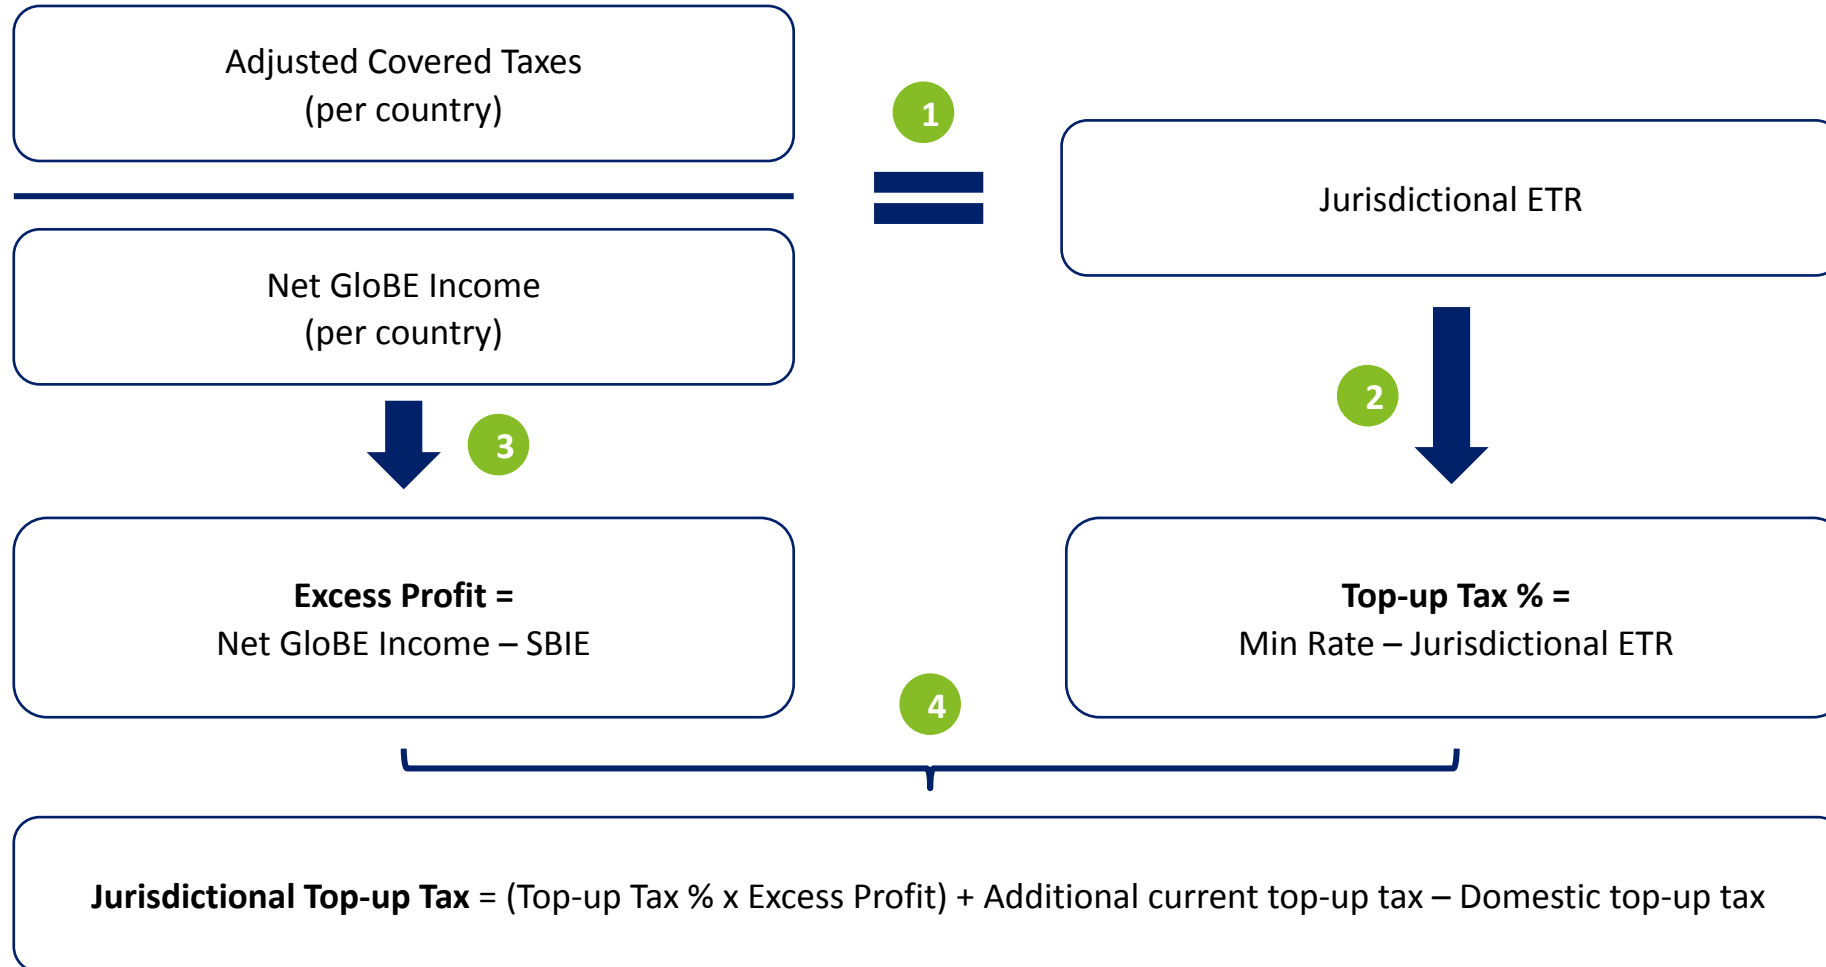 Adjusted Covered Taxes
(per country)
1
Jurisdictional ETR
Net GloBE Income
(per country)
2
3
Excess Profit =
Net GloBE Income – SBIE
Top-up Tax % =
Min Rate – Jurisdictional ETR
4
Jurisdictional Top-up Tax = (Top-up Tax % x Excess Profit) + Additional current top-up tax – Domestic top-up tax